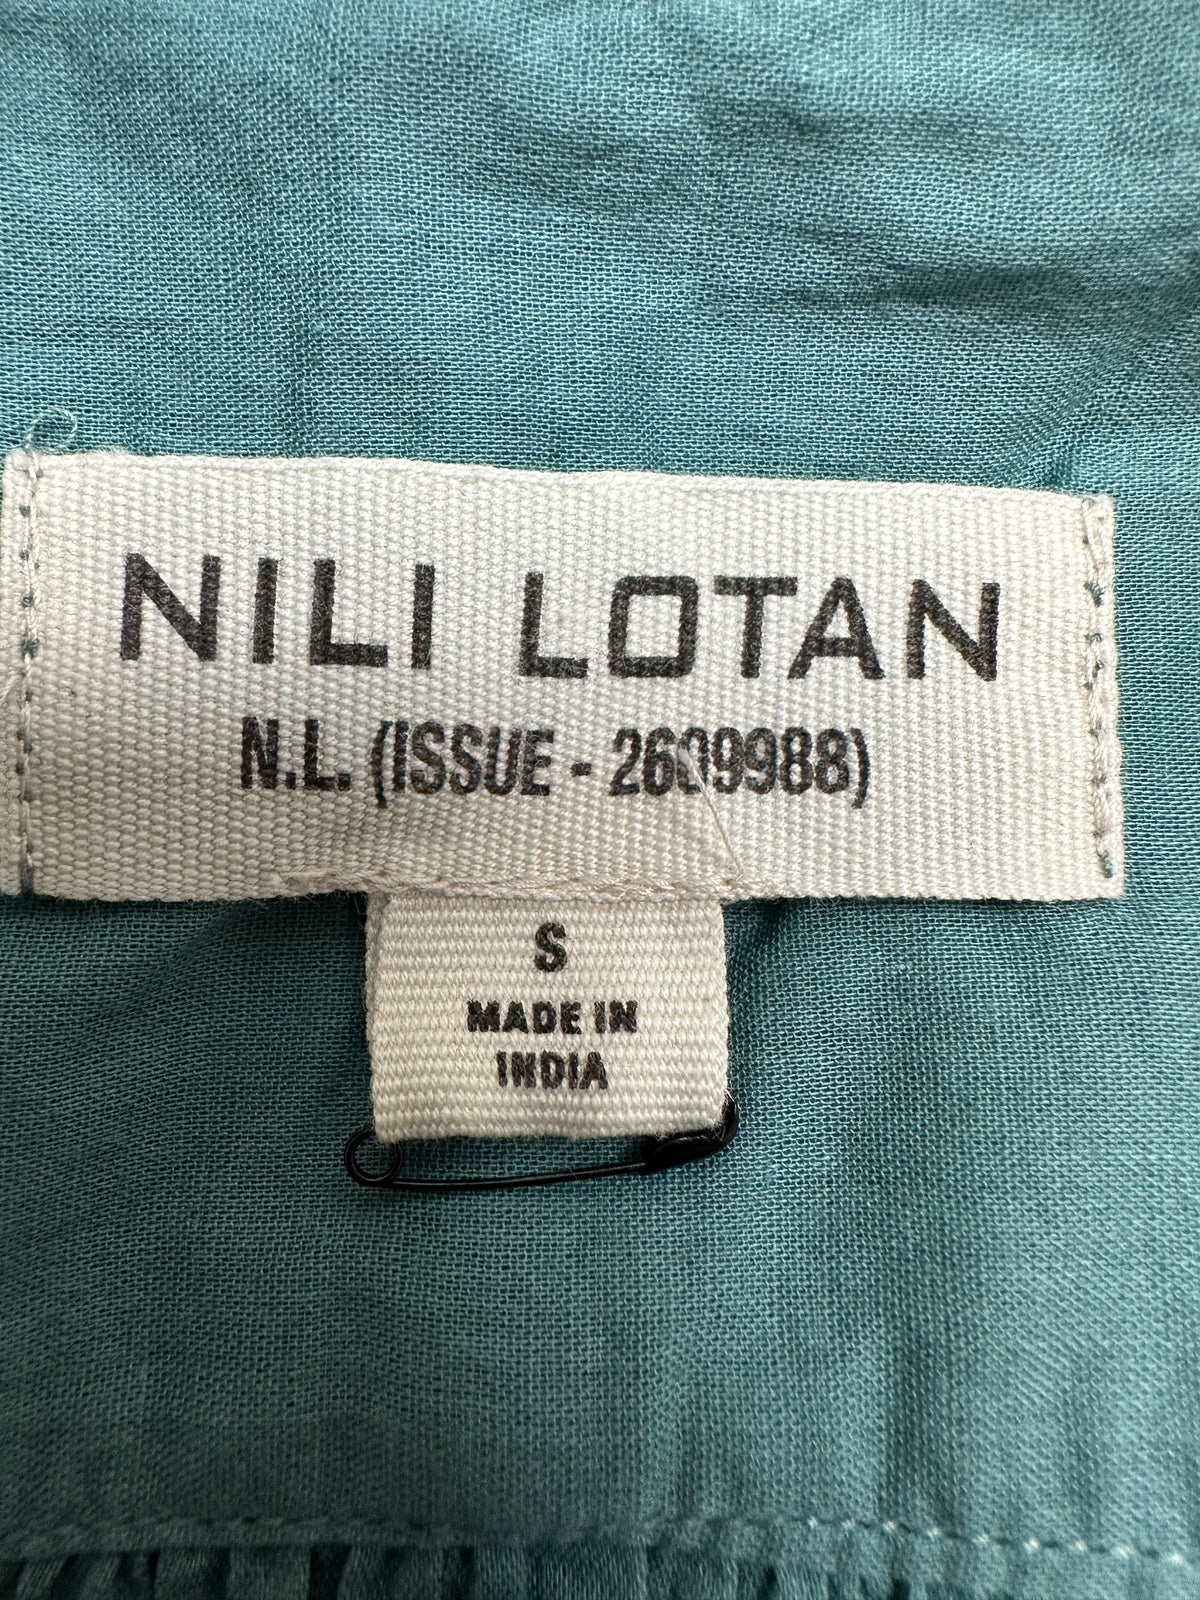 NILI LOTAN
N.L. (ISSUE - 2609988)
S
MADE IN
INDIA